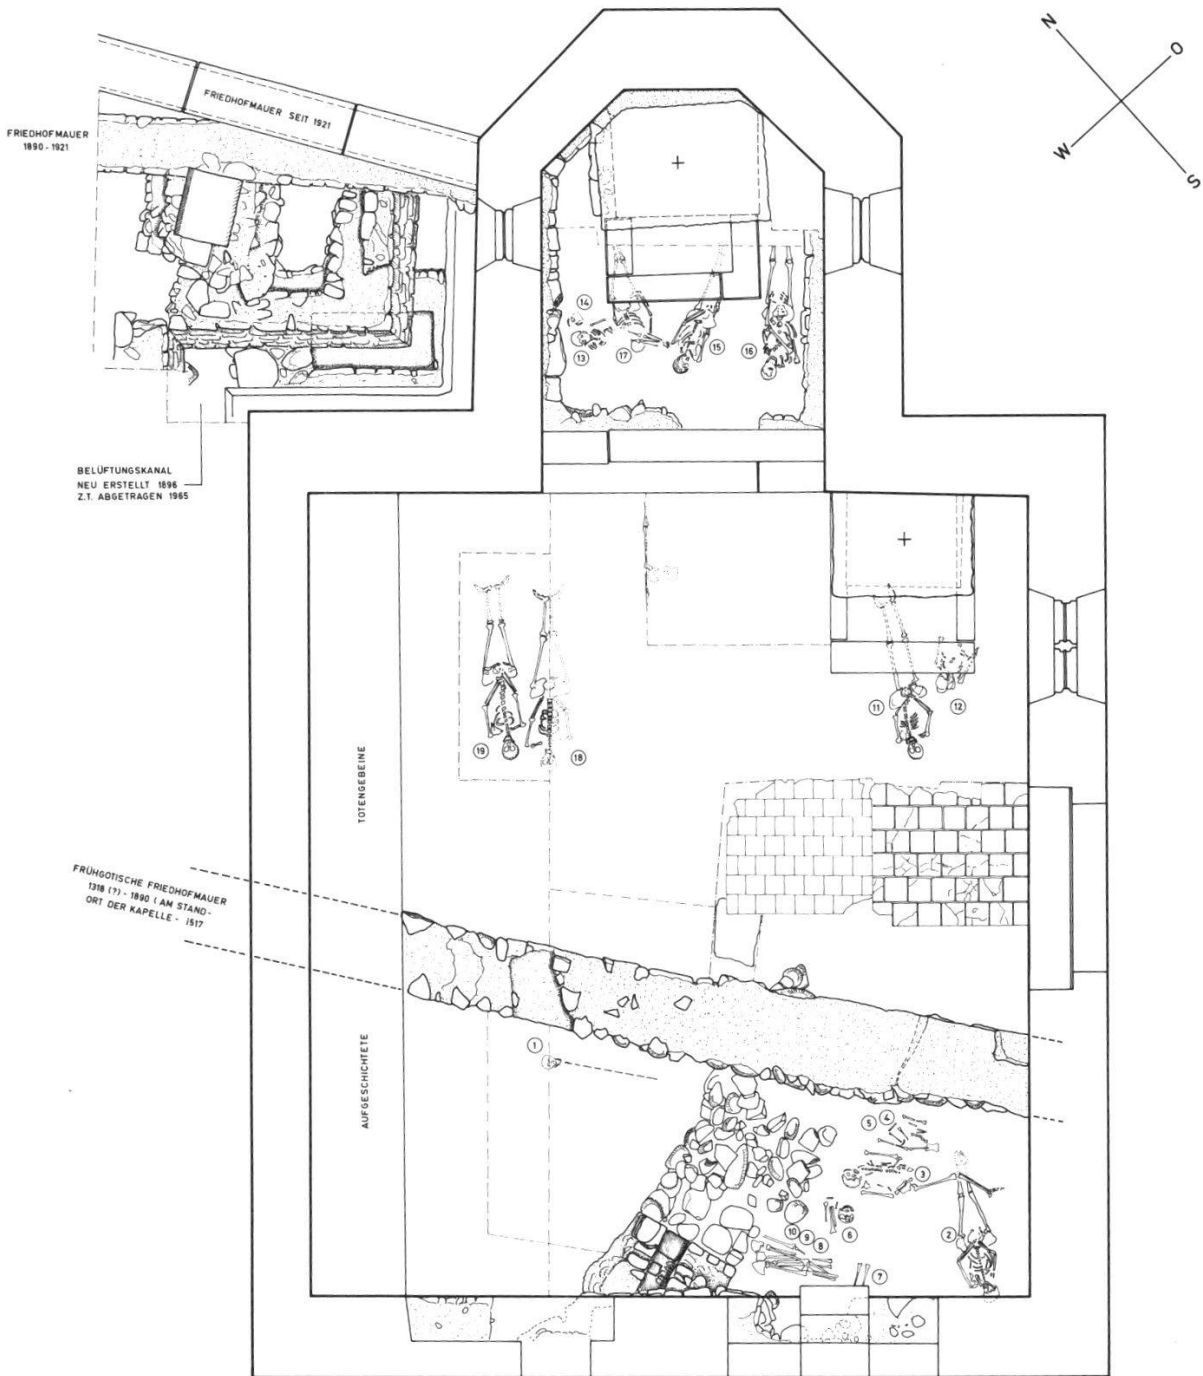 N
O
W
S
FRIEDHOFMAUER SEIT 1921
FRIEDHOFMAUER
1890 - 1921
14
13
17
15
16
BELÜFTUNGSKANAL
NEU ERSTELLT 1896
Z.T. ABGETRAGEN 1965
11
12
19
18
TOTENGEBEINE
FRÜHGOTISCHE FRIEDHOFMAUER
1318 (?) - 1890 ( AM STAND-
ORT DER KAPELLE - 1517
AUFGESCHICHTETE
1
4
5
3
10
9
8
6
2
7